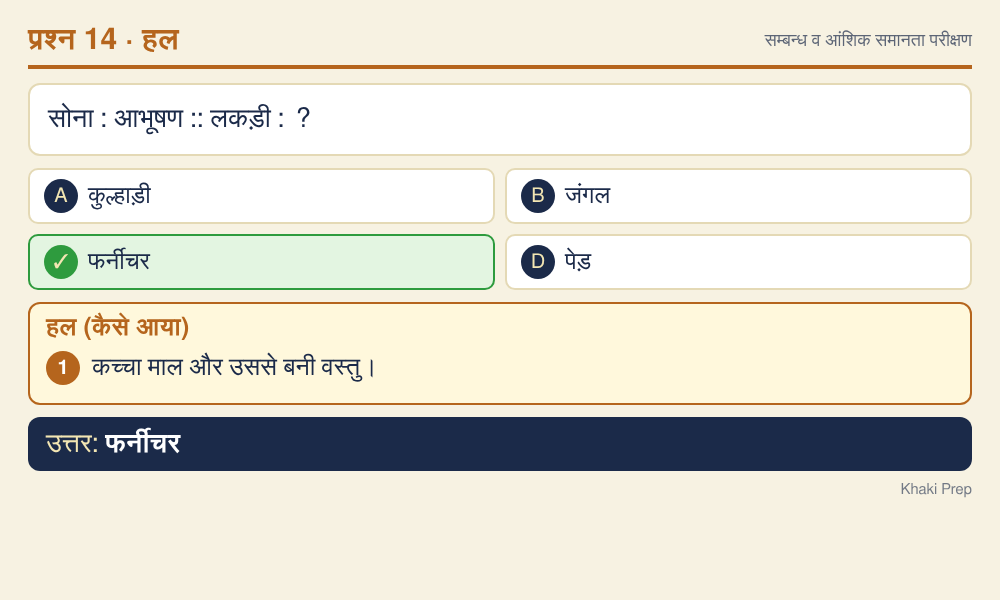 प्रश्न 14 · हल
सम्बन्ध व आंशिक समानता परीक्षण
सोना : आभूषण :: लकड़ी : ?
A कुल्हाड़ी
B जंगल
✓ फर्नीचर
D पेड़
हल (कैसे आया)
1 कच्चा माल और उससे बनी वस्तु।
उत्तर: फर्नीचर
Khaki Prep